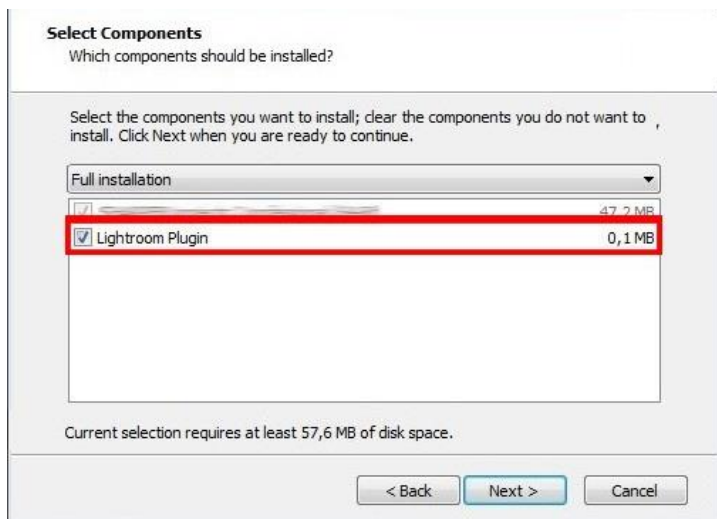 Select Components
Which components should be installed?
Select the components you want to install; clear the components you do not want to ,
install. Click Next when you are ready to continue.
Full installation
47,2 MB
Lightroom Plugin 0,1 MB
Current selection requires at least 57,6 MB of disk space.
< Back Next > Cancel